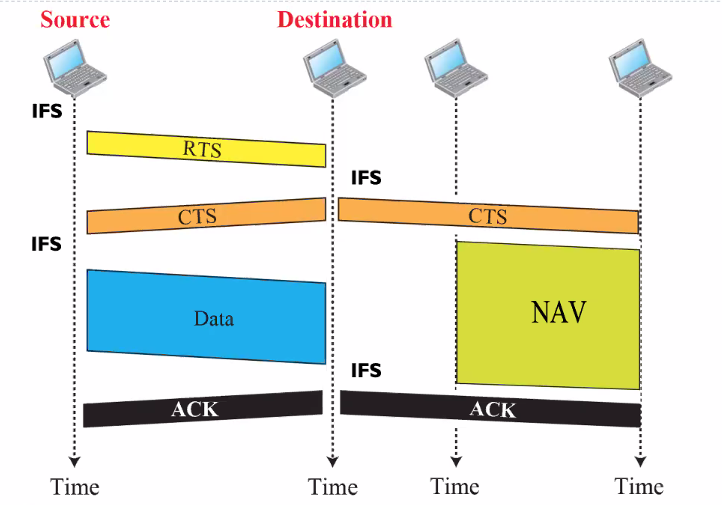 Source
Destination
IFS
RTS
IFS
CTS
CTS
IFS
Data
NAV
IFS
ACK
ACK
Time
Time
Time
Time